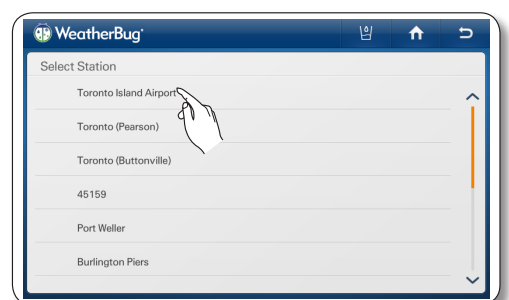 WeatherBug®
Select Station
Toronto Island Airport
Toronto (Pearson)
Toronto (Buttonville)
45159
Port Weller
Burlington Piers